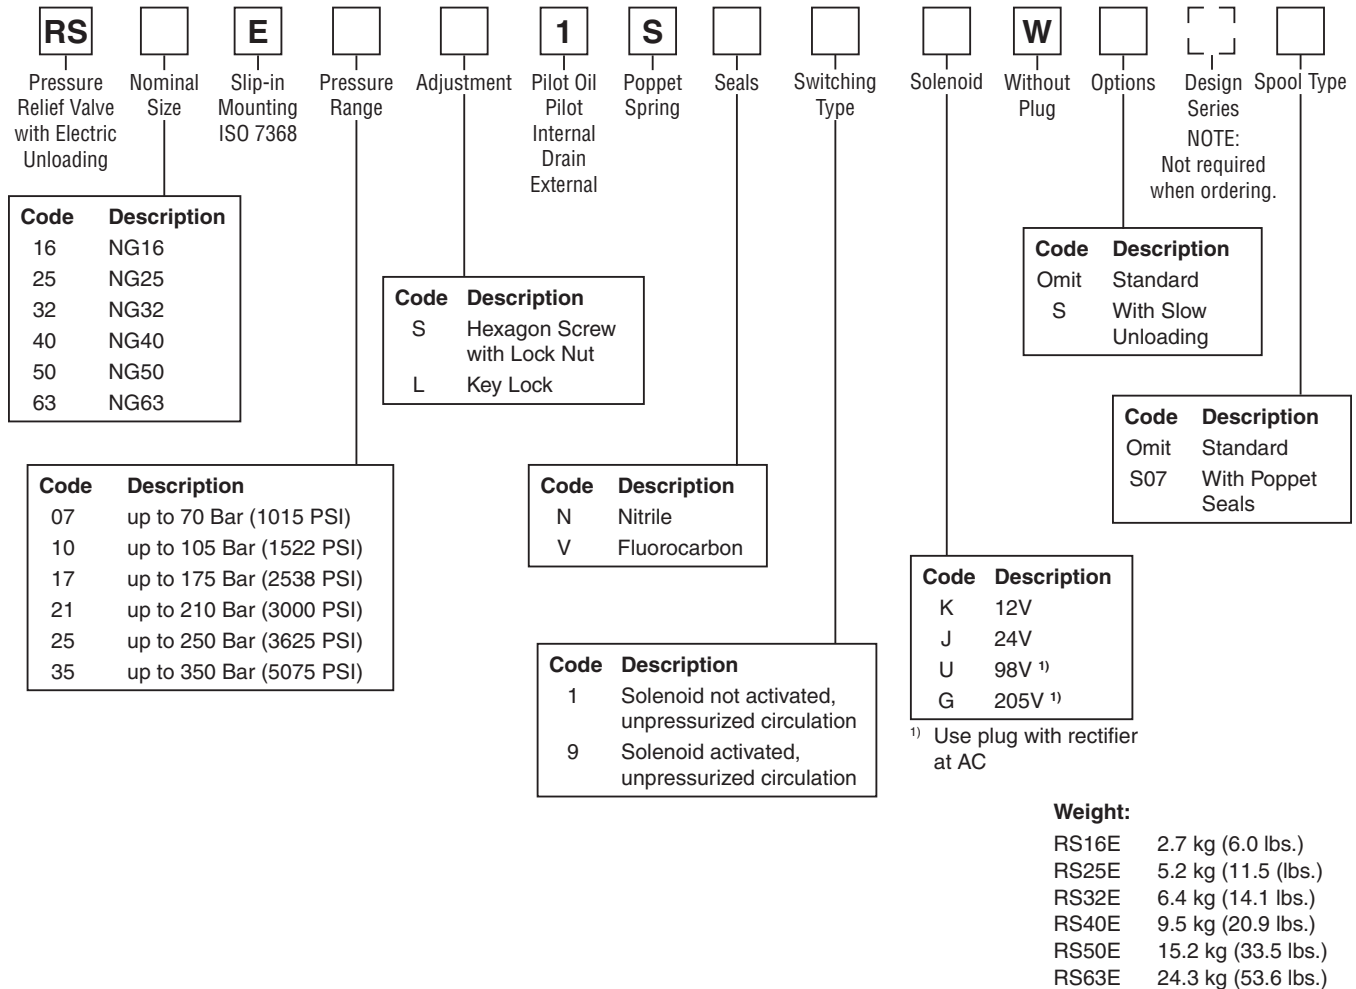 RS E 1 S W
Pressure
Relief Valve
with Electric
Unloading
Nominal
Size
Slip-in
Mounting
ISO 7368
Pressure
Range
Adjustment
Pilot Oil
Pilot
Internal
Drain
External
Poppet
Spring
Seals
Switching
Type
Solenoid
Without
Plug
Options
Design
Series
NOTE:
Not required
when ordering.
Spool Type
Code Description
16 NG16
25 NG25
32 NG32
40 NG40
50 NG50
63 NG63
Code Description
07 up to 70 Bar (1015 PSI)
10 up to 105 Bar (1522 PSI)
17 up to 175 Bar (2538 PSI)
21 up to 210 Bar (3000 PSI)
25 up to 250 Bar (3625 PSI)
35 up to 350 Bar (5075 PSI)
Code Description
S Hexagon Screw
with Lock Nut
L Key Lock
Code Description
N Nitrile
V Fluorocarbon
Code Description
1 Solenoid not activated,
unpressurized circulation
9 Solenoid activated,
unpressurized circulation
Code Description
K 12V
J 24V
U 98V 1)
G 205V 1)
1) Use plug with rectifier
at AC
Code Description
Omit Standard
S With Slow
Unloading
Code Description
Omit Standard
S07 With Poppet
Seals
Weight:
RS16E 2.7 kg (6.0 lbs.)
RS25E 5.2 kg (11.5 (lbs.)
RS32E 6.4 kg (14.1 lbs.)
RS40E 9.5 kg (20.9 lbs.)
RS50E 15.2 kg (33.5 lbs.)
RS63E 24.3 kg (53.6 lbs.)